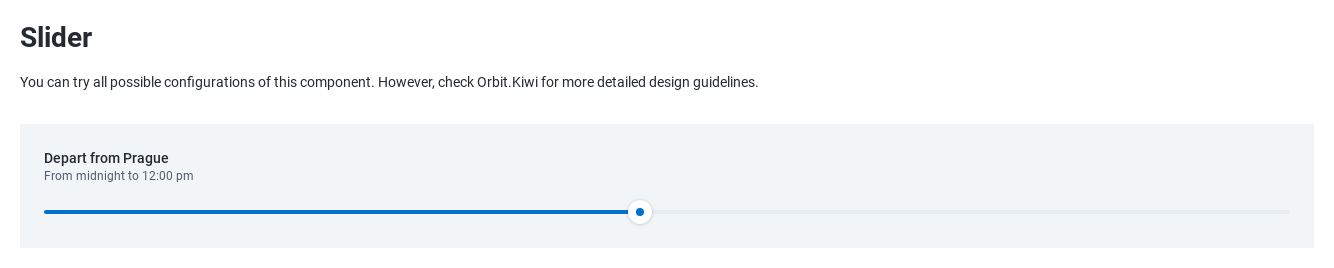 Slider
You can try all possible configurations of this component. However, check Orbit.Kiwi for more detailed design guidelines.
Depart from Prague
From midnight to 12:00 pm